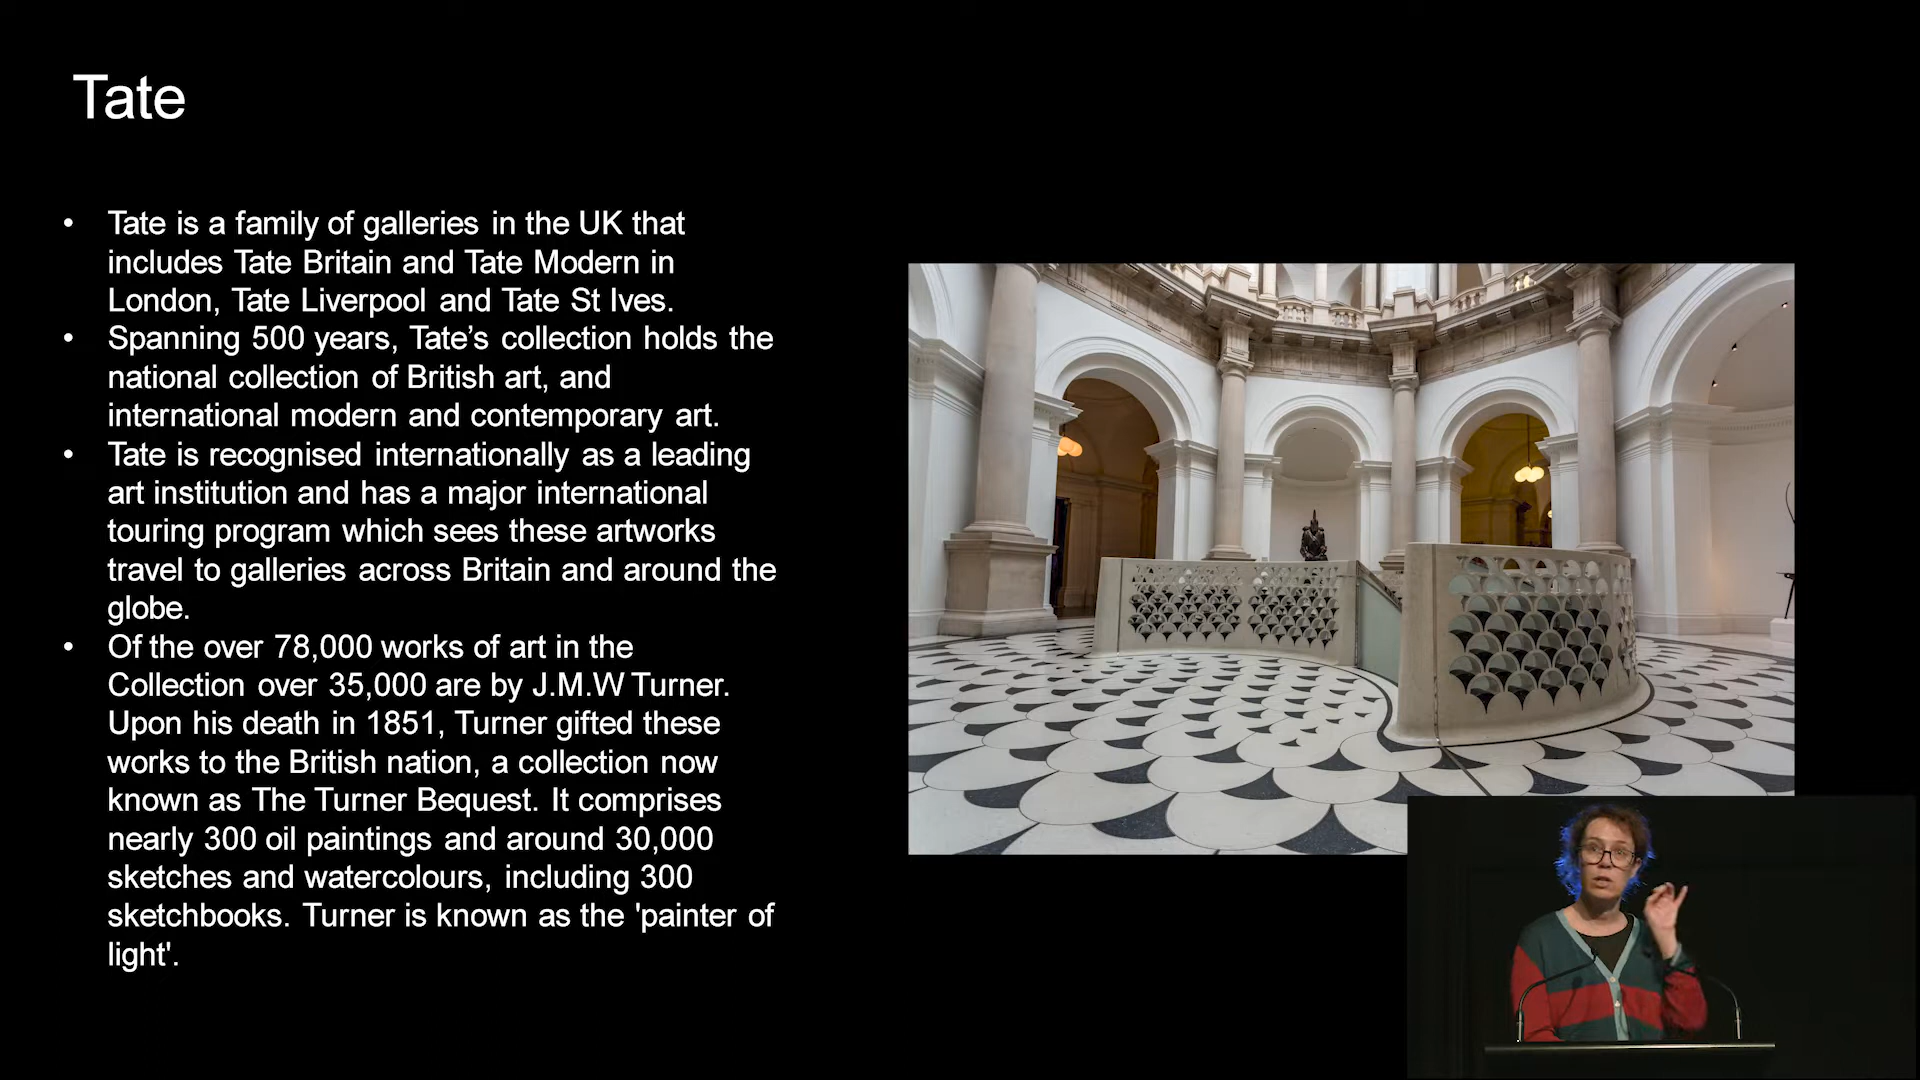 Tate
• Tate is a family of galleries in the UK that
includes Tate Britain and Tate Modern in
London, Tate Liverpool and Tate St Ives.
• Spanning 500 years, Tate’s collection holds the
national collection of British art, and
international modern and contemporary art.
• Tate is recognised internationally as a leading
art institution and has a major international
touring program which sees these artworks
travel to galleries across Britain and around the
globe.
• Of the over 78,000 works of art in the
Collection over 35,000 are by J.M.W Turner.
Upon his death in 1851, Turner gifted these
works to the British nation, a collection now
known as The Turner Bequest. It comprises
nearly 300 oil paintings and around 30,000
sketches and watercolours, including 300
sketchbooks. Turner is known as the 'painter of
light'.